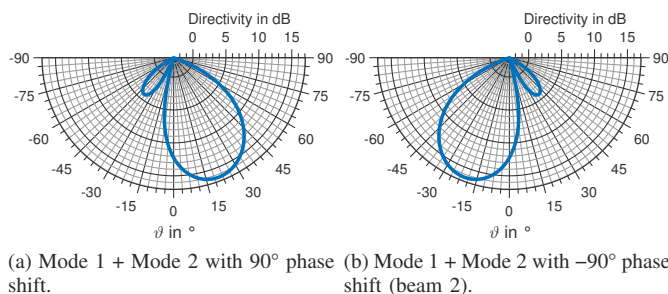 Directivity in dB
0 5 10 15
-90 90
-75 75
-60 60
-45 45
-30 30
-15 15
0
ϑ in °
(a) Mode 1 + Mode 2 with 90° phase shift.
Directivity in dB
0 5 10 15
-90 90
-75 75
-60 60
-45 45
-30 30
-15 15
0
ϑ in °
(b) Mode 1 + Mode 2 with −90° phase shift (beam 2).